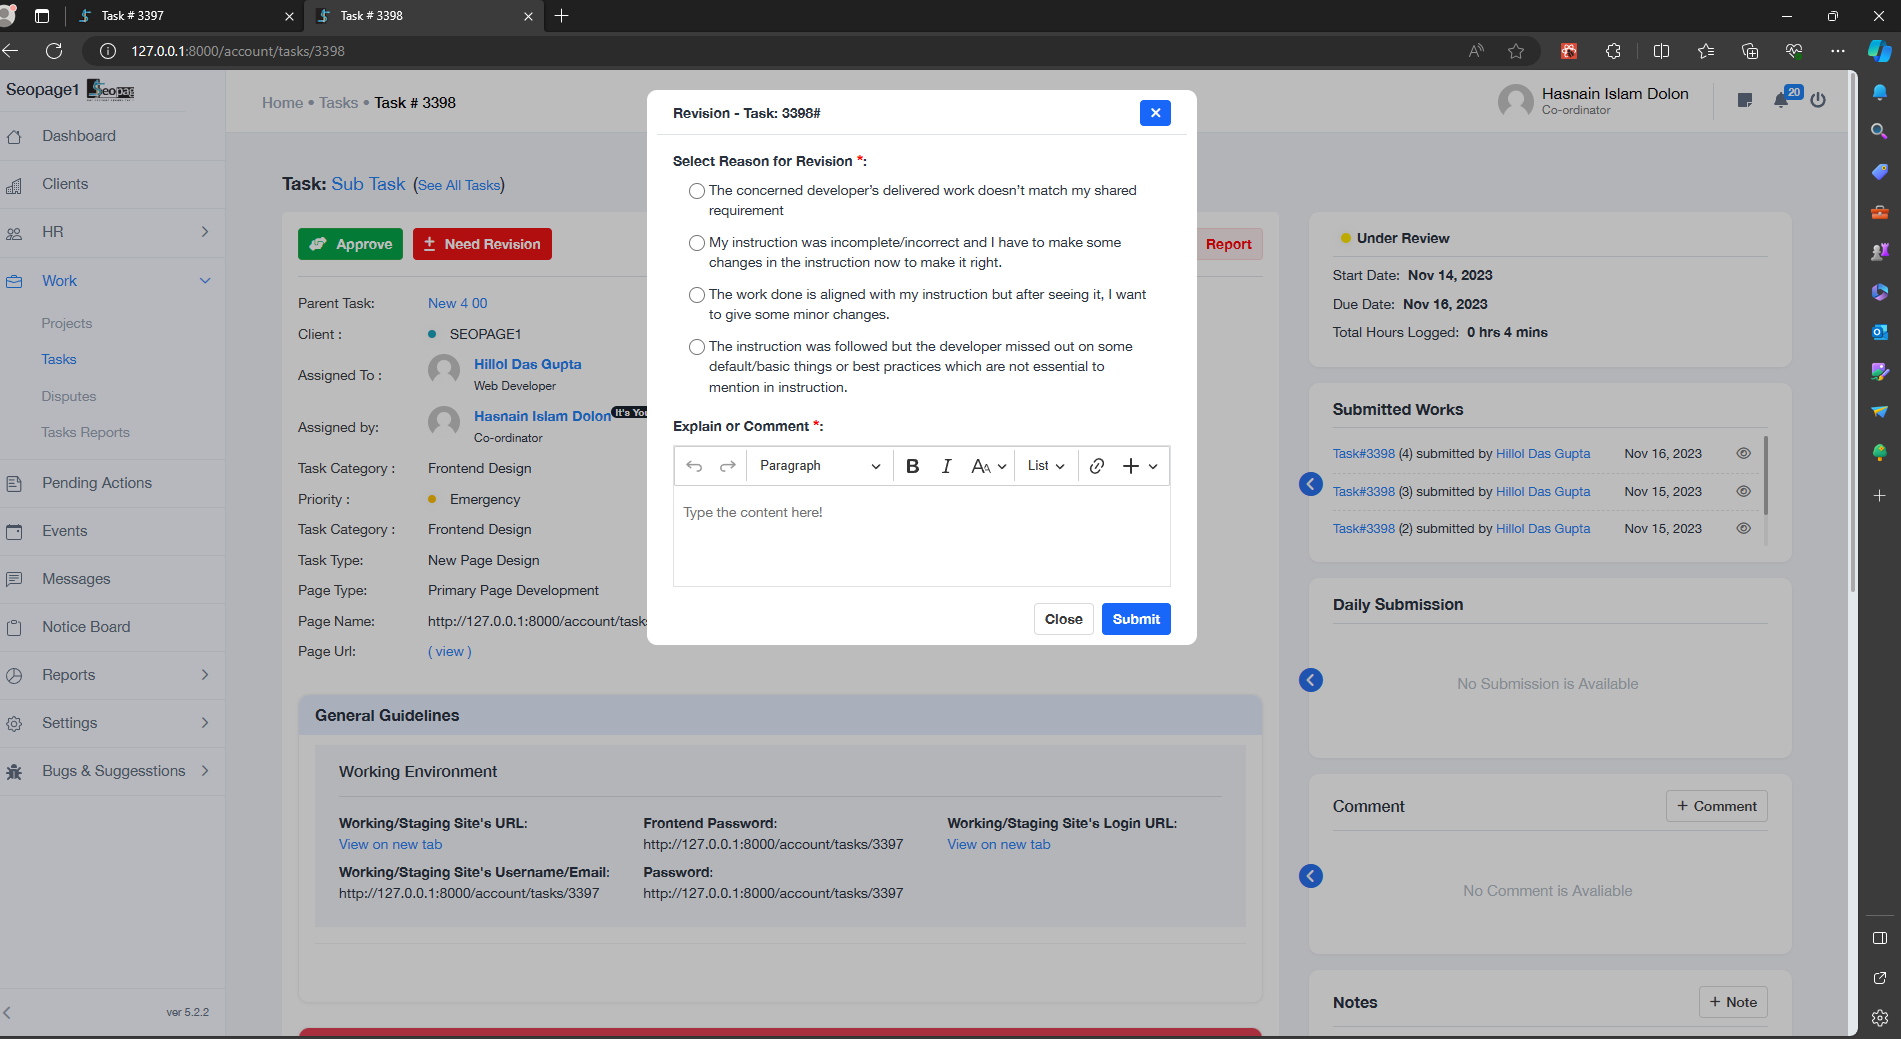 Task # 3397
Task # 3398
127.0.0.1:8000/account/tasks/3398
Seopage1
Home • Tasks • Task # 3398
Hasnain Islam Dolon
Co-ordinator
20
Dashboard
Clients
HR
Work
Projects
Tasks
Disputes
Tasks Reports
Pending Actions
Events
Messages
Notice Board
Reports
Settings
Bugs & Suggesstions
ver 5.2.2
Task: Sub Task (See All Tasks)
Approve
Need Revision
Report
Parent Task: New 4 00
Client : SEOPAGE1
Assigned To : Hillol Das Gupta
Web Developer
Assigned by: Hasnain Islam Dolon It's You
Co-ordinator
Task Category : Frontend Design
Priority : Emergency
Task Category : Frontend Design
Task Type: New Page Design
Page Type: Primary Page Development
Page Name: http://127.0.0.1:8000/account/task
Page Url: ( view )
General Guidelines
Working Environment
Working/Staging Site's URL:
View on new tab
Frontend Password:
http://127.0.0.1:8000/account/tasks/3397
Working/Staging Site's Login URL:
View on new tab
Working/Staging Site's Username/Email:
http://127.0.0.1:8000/account/tasks/3397
Password:
http://127.0.0.1:8000/account/tasks/3397
Revision - Task: 3398#
Select Reason for Revision *:
The concerned developer's delivered work doesn't match my shared
requirement
My instruction was incomplete/incorrect and I have to make some
changes in the instruction now to make it right.
The work done is aligned with my instruction but after seeing it, I want
to give some minor changes.
The instruction was followed but the developer missed out on some
default/basic things or best practices which are not essential to
mention in instruction.
Explain or Comment *:
Paragraph
B I AA List
Type the content here!
Close
Submit
Under Review
Start Date: Nov 14, 2023
Due Date: Nov 16, 2023
Total Hours Logged: 0 hrs 4 mins
Submitted Works
Task#3398 (4) submitted by Hillol Das Gupta Nov 16, 2023
Task#3398 (3) submitted by Hillol Das Gupta Nov 15, 2023
Task#3398 (2) submitted by Hillol Das Gupta Nov 15, 2023
Daily Submission
No Submission is Available
Comment
+ Comment
No Comment is Avaliable
Notes
+ Note